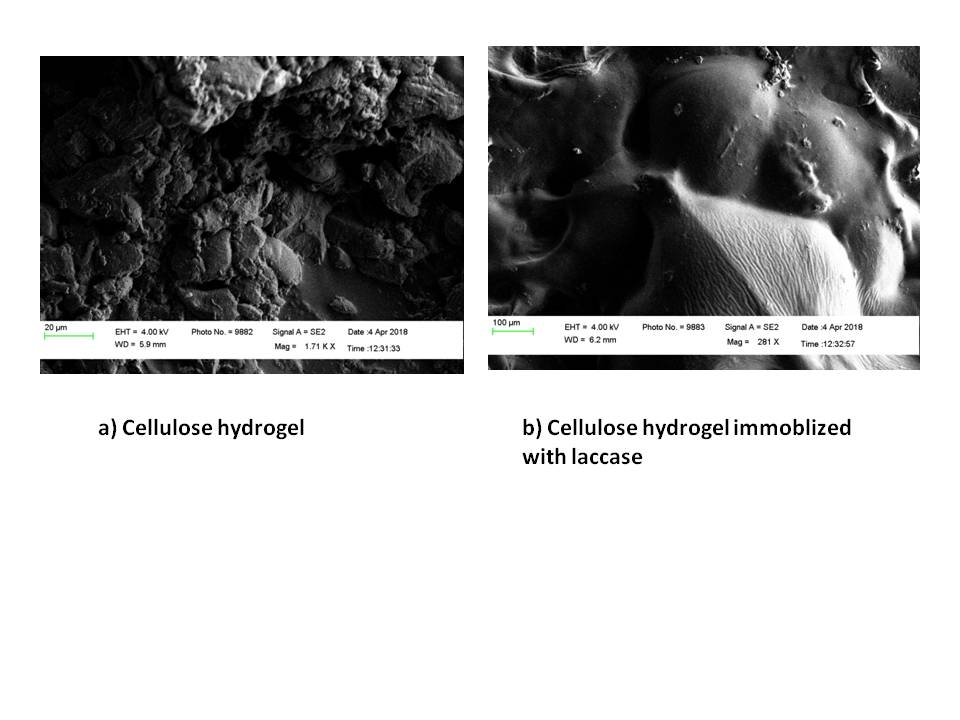 20 µm
EHT = 4.00 kV Photo No. = 9882 Signal A = SE2 Date :4 Apr 2018
WD = 5.9 mm Mag = 1.71 K X Time :12:31:33
100 µm
EHT = 4.00 kV Photo No. = 9883 Signal A = SE2 Date :4 Apr 2018
WD = 6.2 mm Mag = 281 X Time :12:32:57
a) Cellulose hydrogel
b) Cellulose hydrogel immoblized
with laccase